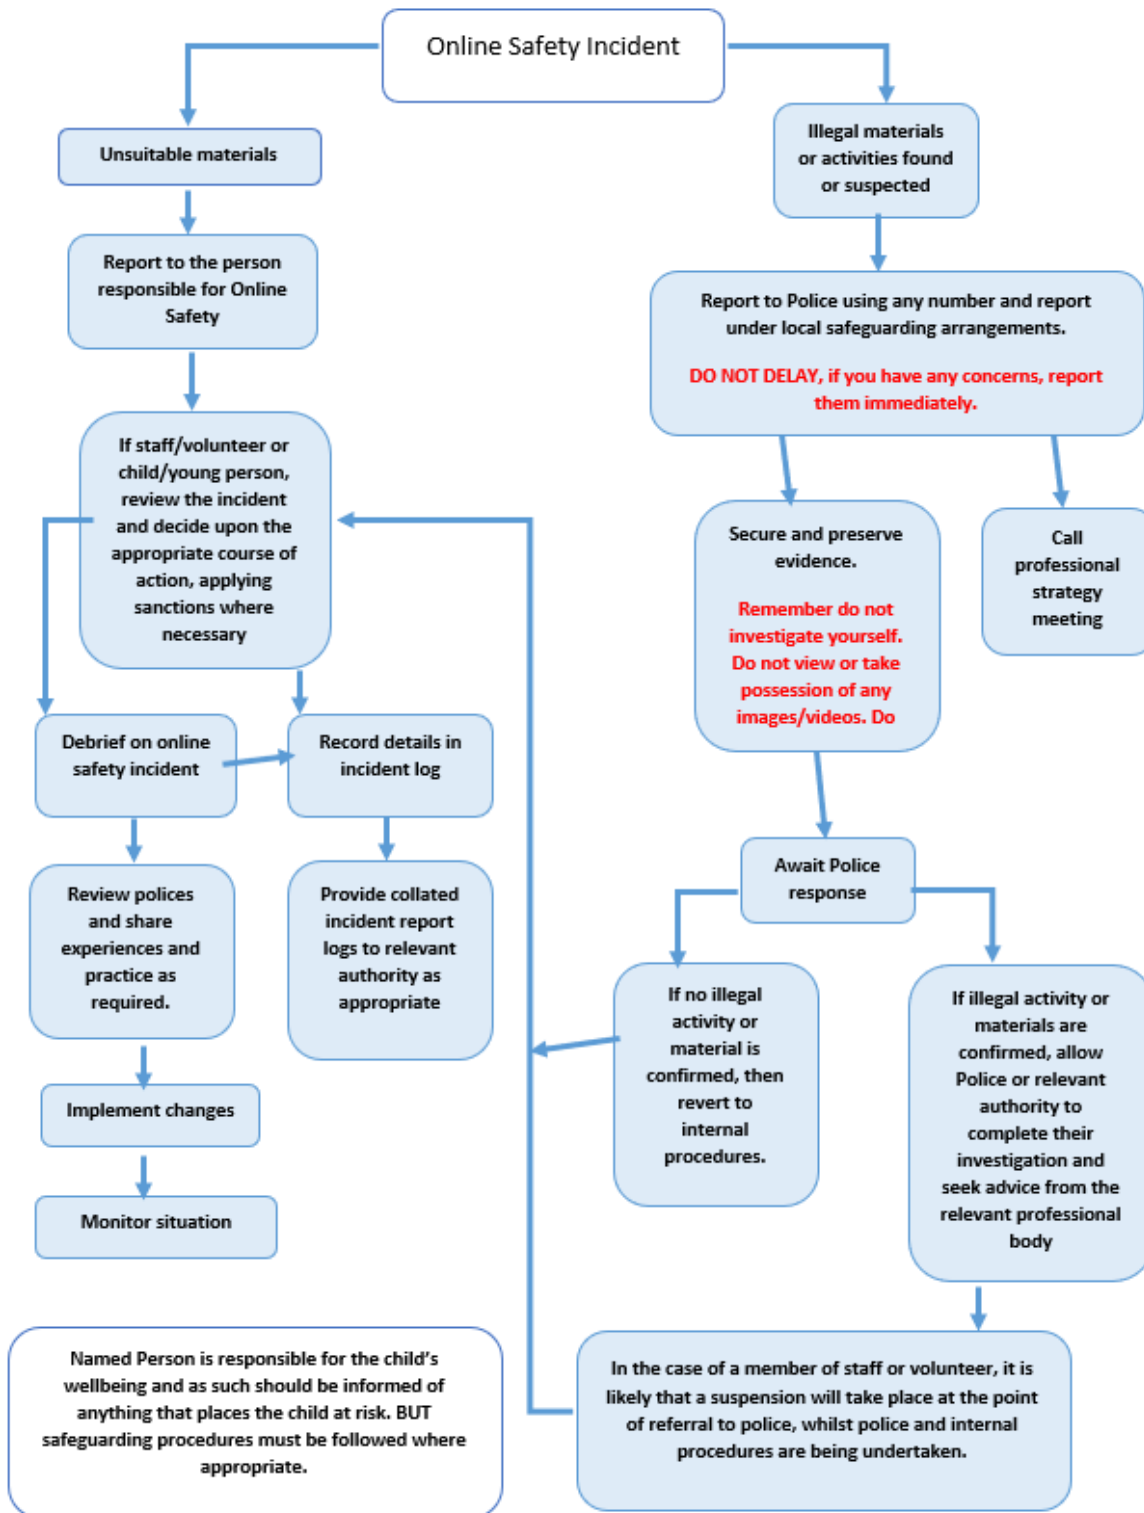 Online Safety Incident
Unsuitable materials
Illegal materials
or activities found
or suspected
Report to the person
responsible for Online
Safety
Report to Police using any number and report
under local safeguarding arrangements.
DO NOT DELAY, if you have any concerns, report
them immediately.
If staff/volunteer or
child/young person,
review the incident
and decide upon the
appropriate course of
action, applying
sanctions where
necessary
Secure and preserve
evidence.
Remember do not
investigate yourself.
Do not view or take
possession of any
images/videos. Do
Call
professional
strategy
meeting
Debrief on online
safety incident
Record details in
incident log
Review polices
and share
experiences and
practice as
required.
Provide collated
incident report
logs to relevant
authority as
appropriate
Implement changes
Monitor situation
Await Police
response
If no illegal
activity or
material is
confirmed, then
revert to
internal
procedures.
If illegal activity or
materials are
confirmed, allow
Police or relevant
authority to
complete their
investigation and
seek advice from the
relevant professional
body
Named Person is responsible for the child's
wellbeing and as such should be informed of
anything that places the child at risk. BUT
safeguarding procedures must be followed where
appropriate.
In the case of a member of staff or volunteer, it is
likely that a suspension will take place at the point
of referral to police, whilst police and internal
procedures are being undertaken.